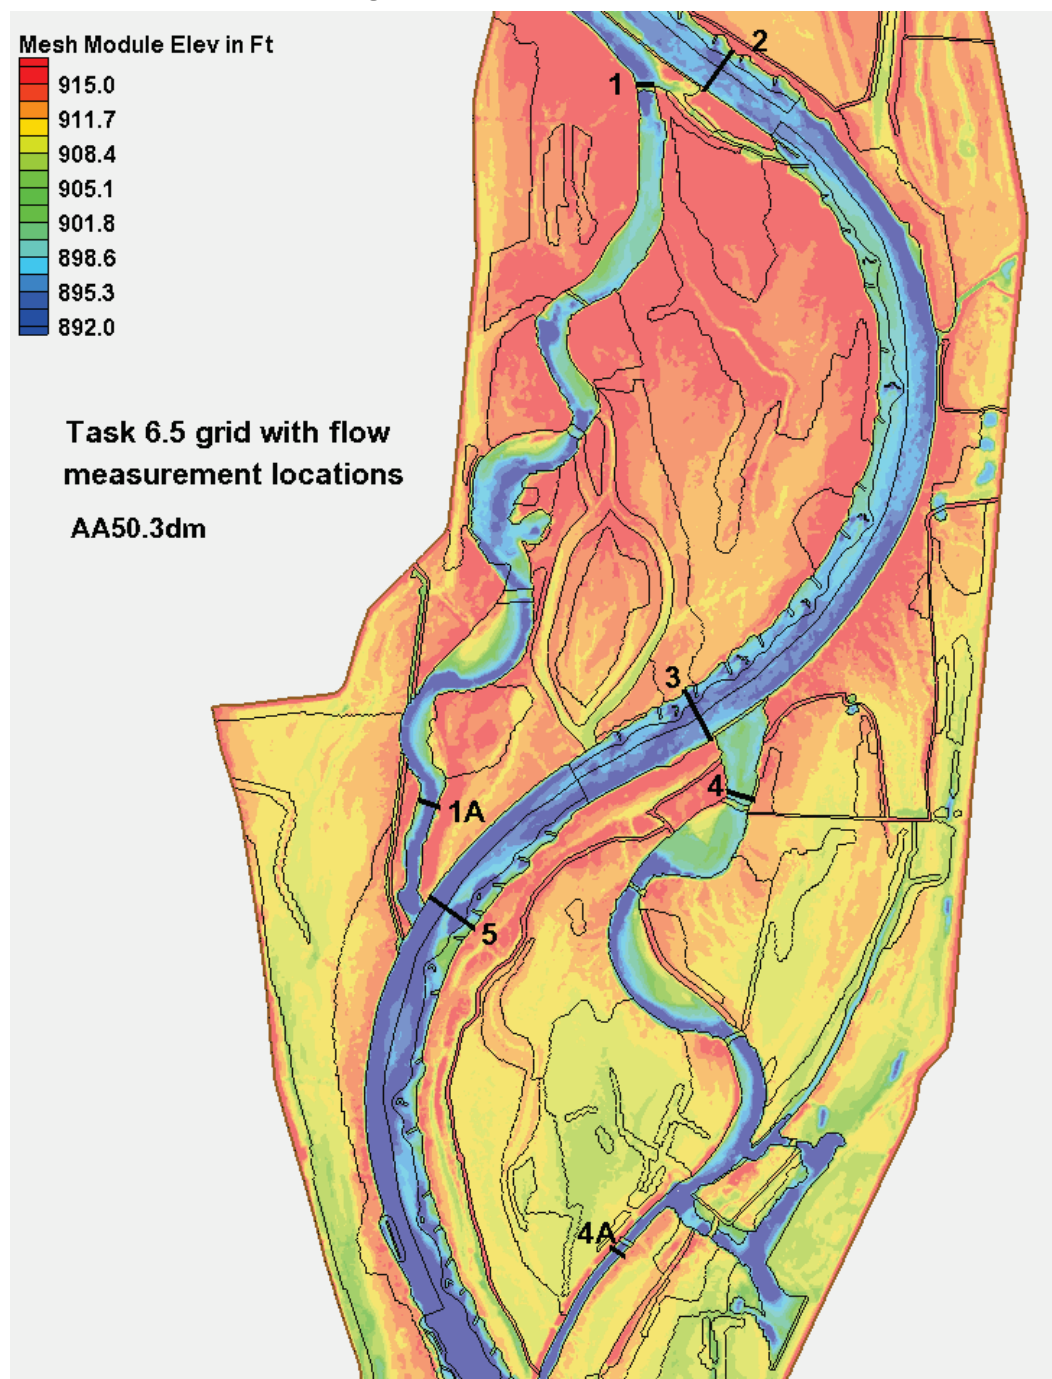 Mesh Module Elev in Ft
915.0
911.7
908.4
905.1
901.8
898.6
895.3
892.0
2
1
Task 6.5 grid with flow
measurement locations
AA50.3dm
3
4
1A
5
4A